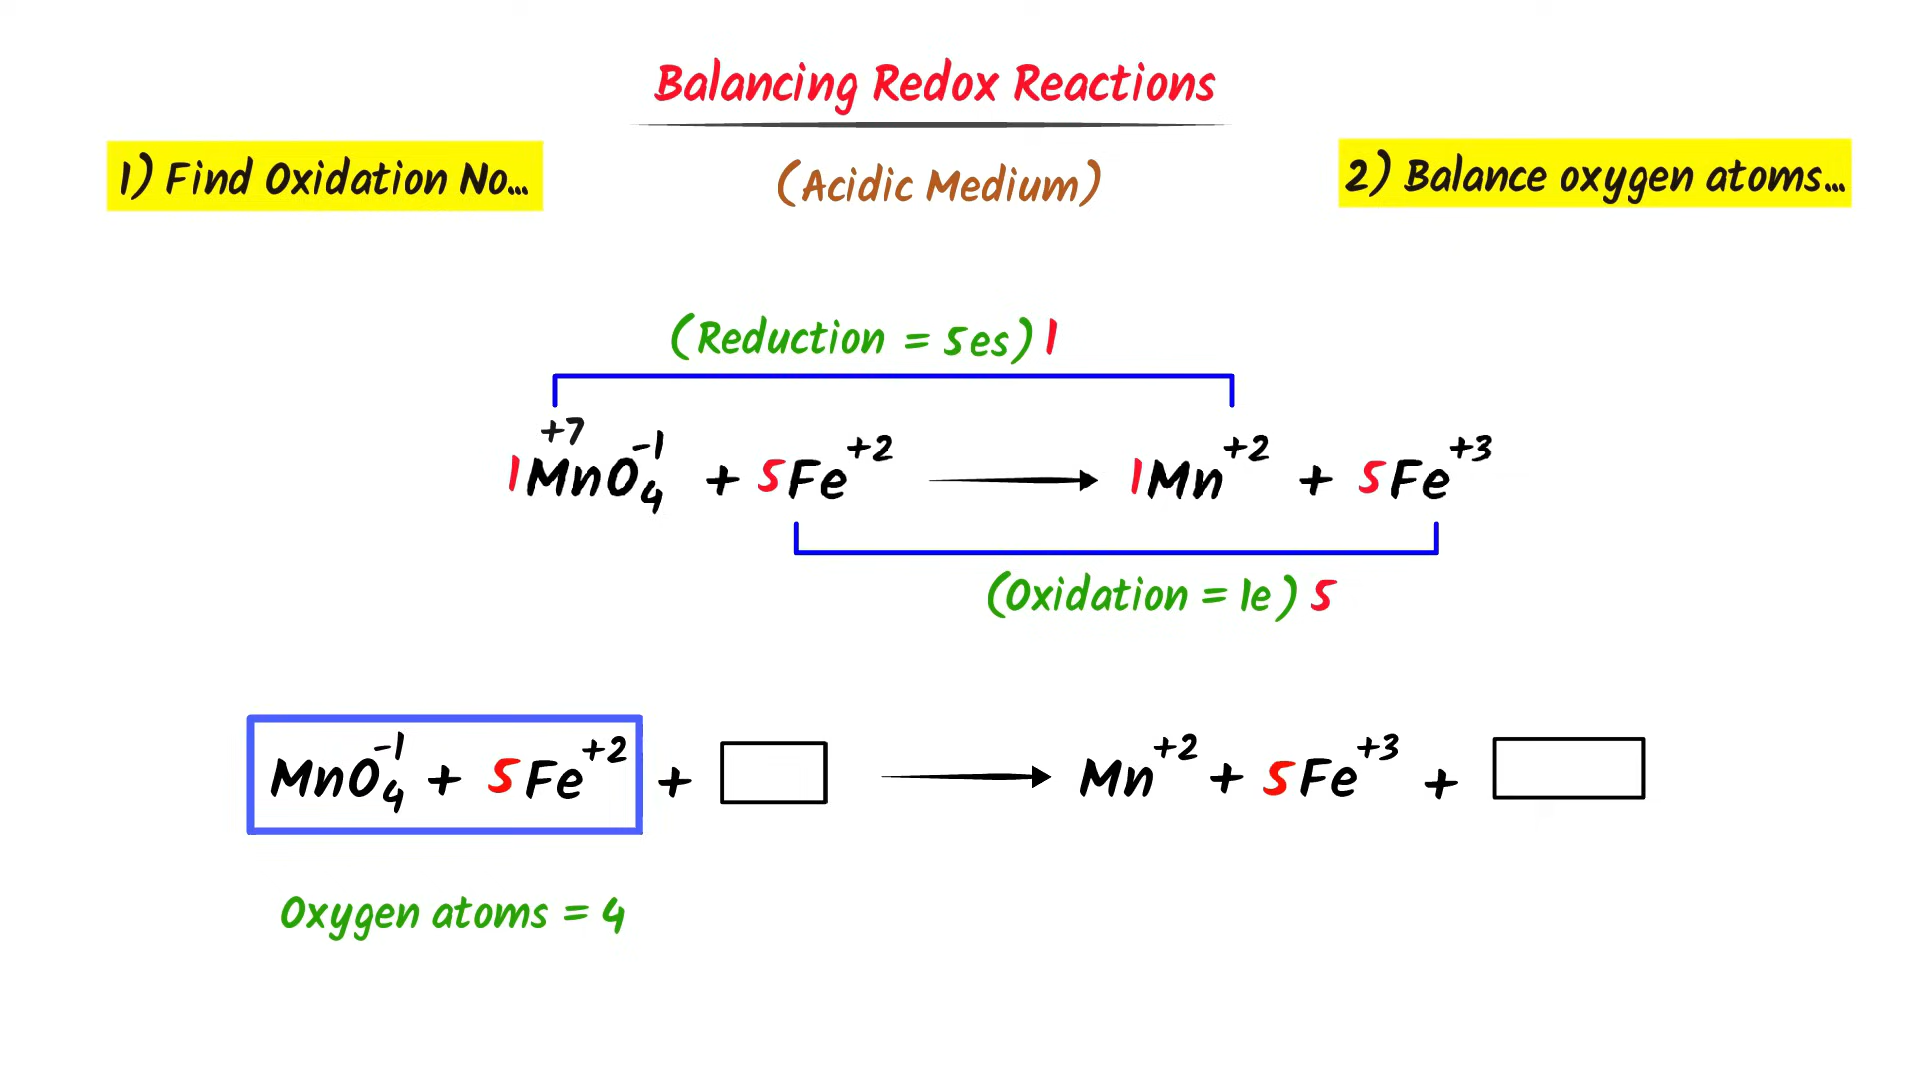 Balancing Redox Reactions
1) Find Oxidation No...
(Acidic Medium)
2) Balance oxygen atoms...
(Reduction = 5es) 1
+7
1MnO₄⁻¹ + 5Fe⁺² → 1Mn⁺² + 5Fe⁺³
(Oxidation = 1e) 5
MnO₄⁻¹ + 5Fe⁺² + → Mn⁺² + 5Fe⁺³ +
Oxygen atoms = 4